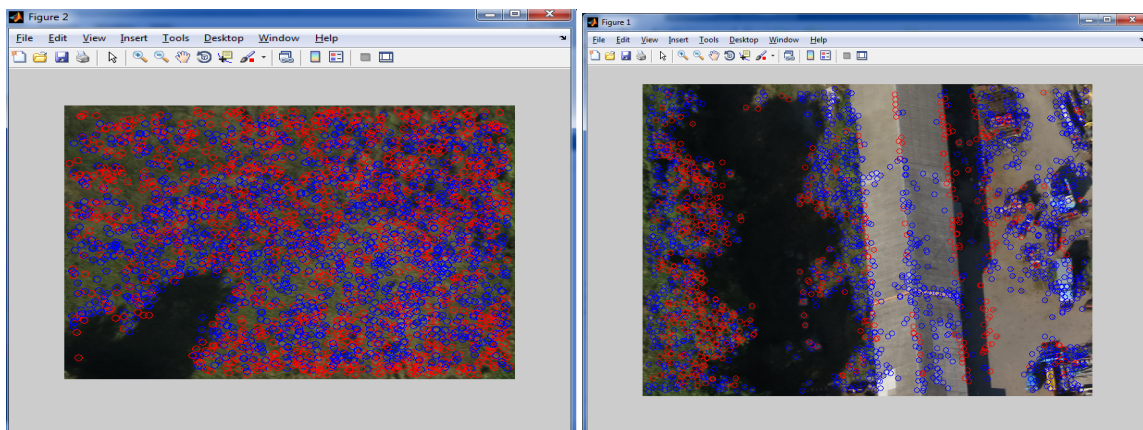 Figure 2
File Edit View Insert Tools Desktop Window Help
Figure 1
File Edit View Insert Tools Desktop Window Help